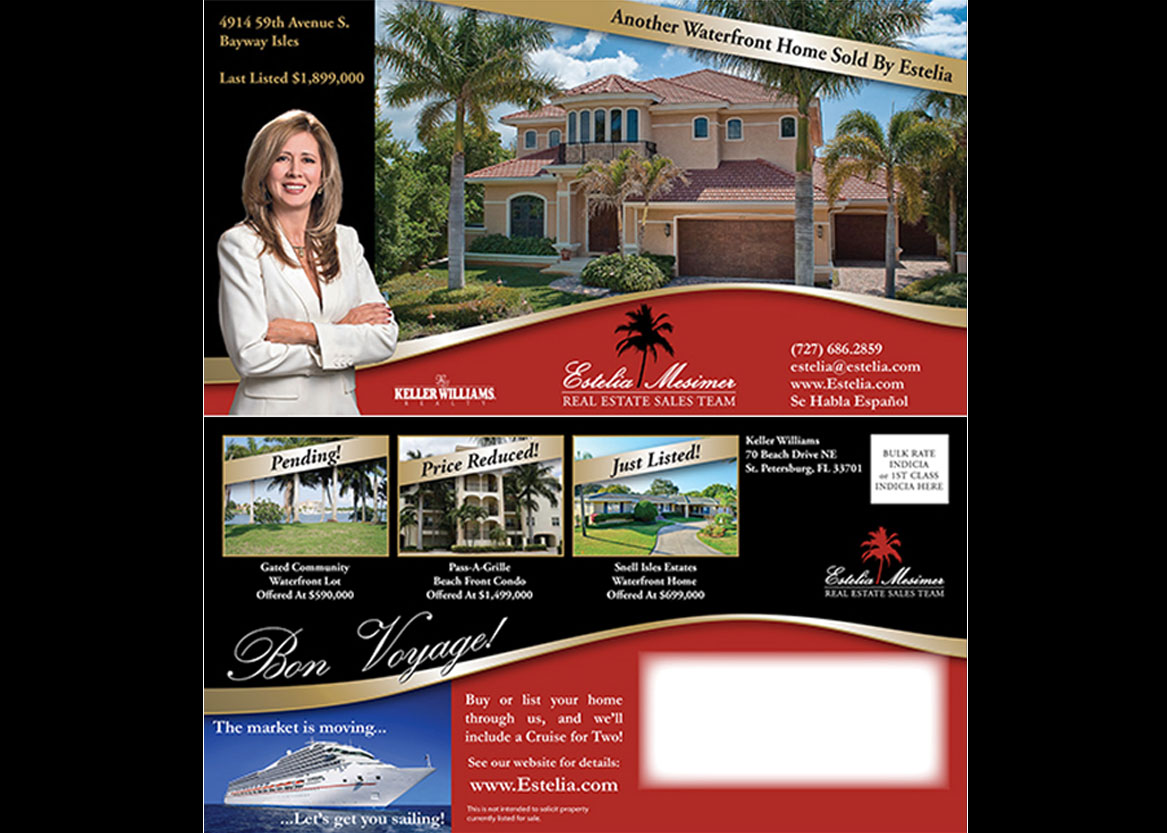 4914 59th Avenue S.
Bayway Isles
Last Listed $1,899,000
Another Waterfront Home Sold By Estelia
KELLER WILLIAMS.
REALTY
Estelia Mesimer
REAL ESTATE SALES TEAM
(727) 686.2859
estelia@estelia.com
www.Estelia.com
Se Habla Español
Pending!
Price Reduced!
Just Listed!
Gated Community
Waterfront Lot
Offered At $590,000
Pass-A-Grille
Beach Front Condo
Offered At $1,499,000
Snell Isles Estates
Waterfront Home
Offered At $699,000
Keller Williams
70 Beach Drive NE
St. Petersburg, FL 33701
BULK RATE
INDICIA
or 1ST CLASS
INDICIA HERE
Estelia Mesimer
REAL ESTATE SALES TEAM
Bon Voyage!
The market is moving...
...Let's get you sailing!
Buy or list your home
through us, and we'll
include a Cruise for Two!
See our website for details:
www.Estelia.com
This is not intended to solicit property
currently listed for sale.